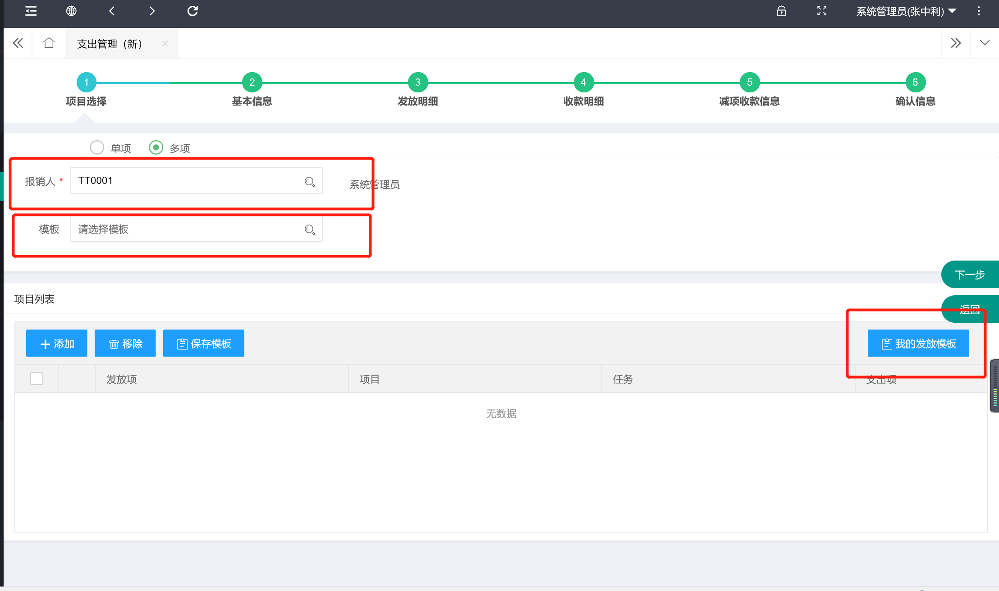 系统管理员(张中利)
支出管理（新）
1 2 3 4 5 6
项目选择 基本信息 发放明细 收款明细 减项收款信息 确认信息
单项 多项
报销人 * TT0001 系统管理员
模板 请选择模板
下一步
项目列表
返回
添加 移除 保存模板 我的发放模板
发放项 项目 任务 支出项
无数据